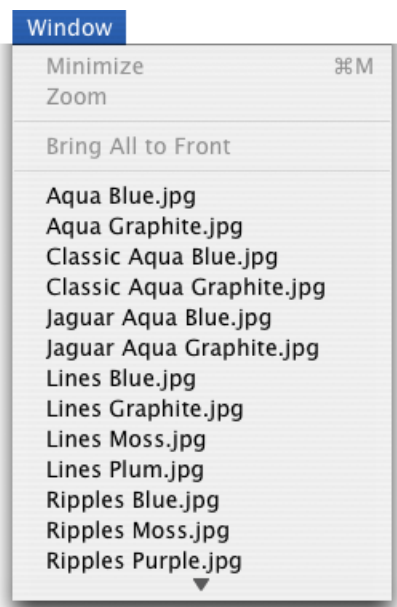 Window
Minimize ⌘M
Zoom
Bring All to Front
Aqua Blue.jpg
Aqua Graphite.jpg
Classic Aqua Blue.jpg
Classic Aqua Graphite.jpg
Jaguar Aqua Blue.jpg
Jaguar Aqua Graphite.jpg
Lines Blue.jpg
Lines Graphite.jpg
Lines Moss.jpg
Lines Plum.jpg
Ripples Blue.jpg
Ripples Moss.jpg
Ripples Purple.jpg